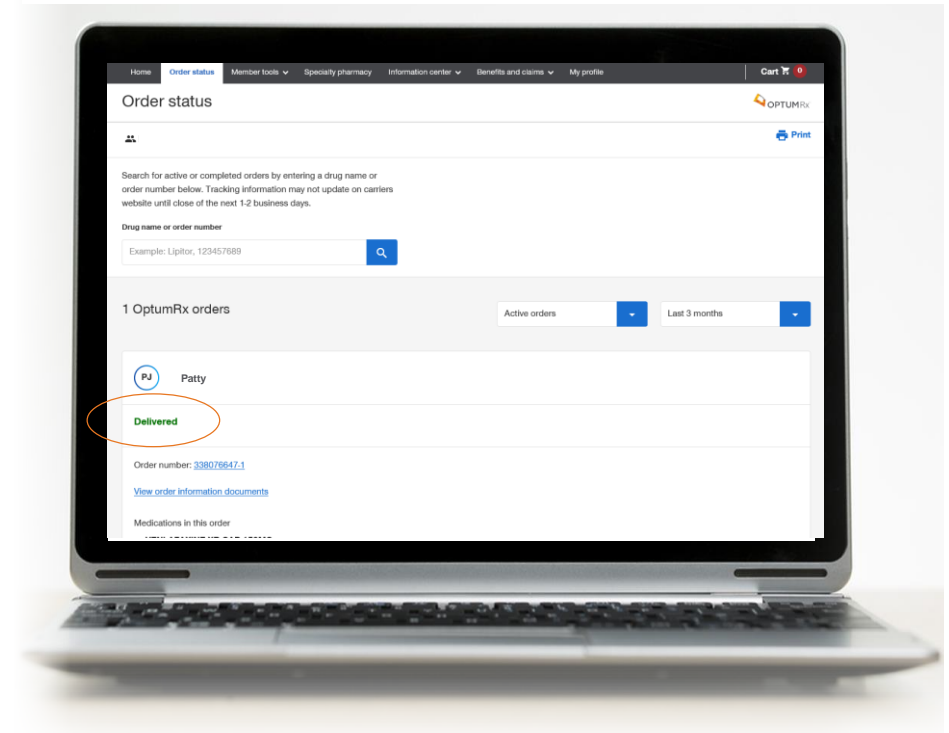 Home Order status Member tools Specialty pharmacy Information center Benefits and claims My profile Cart 0
Order status
OPTUMRx
Print
Search for active or completed orders by entering a drug name or
order number below. Tracking information may not update on carriers
website until close of the next 1-2 business days.
Drug name or order number
Example: Lipitor, 123457689
1 OptumRx orders
Active orders
Last 3 months
PJ Patty
Delivered
Order number: 338076647-1
View order information documents
Medications in this order